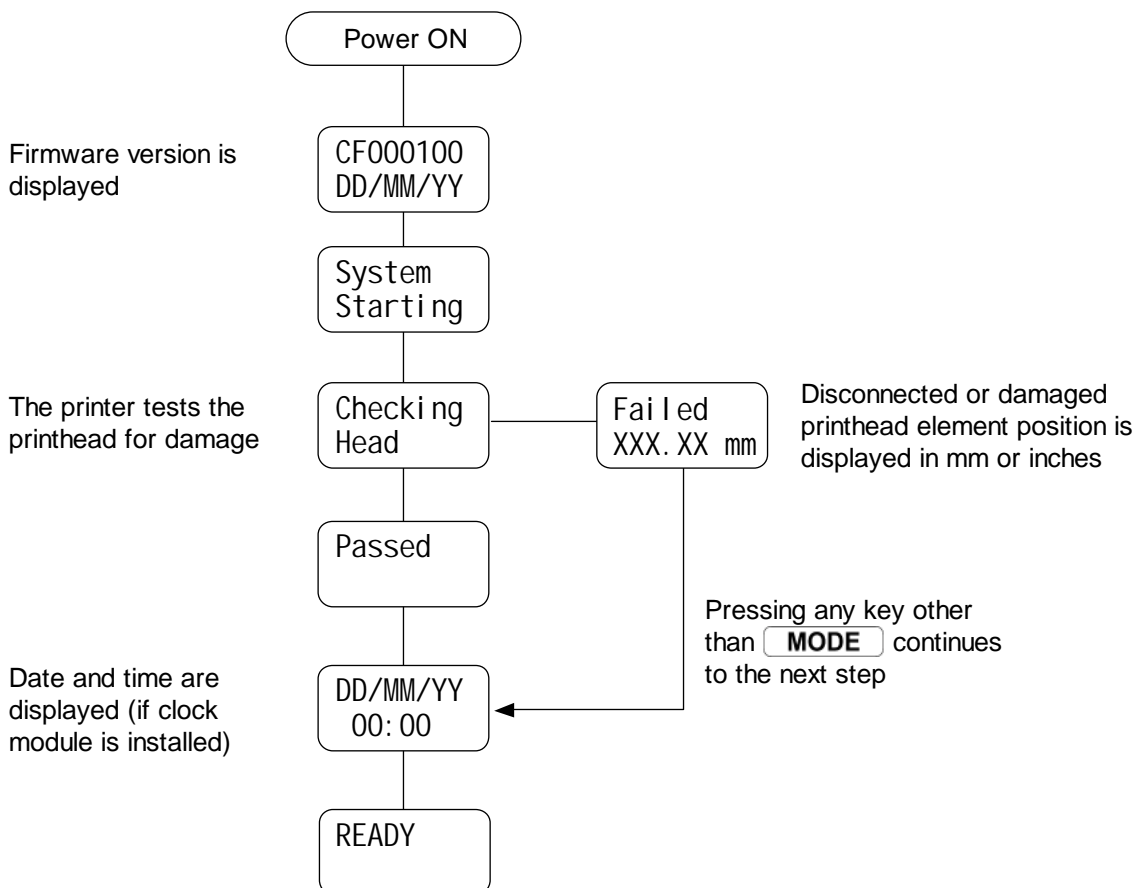 Power ON
Firmware version is
displayed
CF000100
DD/MM/YY
System
Starting
The printer tests the
printhead for damage
Checking
Head
Failed
XXX.XX mm
Disconnected or damaged
printhead element position is
displayed in mm or inches
Passed
Pressing any key other
than MODE continues
to the next step
Date and time are
displayed (if clock
module is installed)
DD/MM/YY
00:00
READY